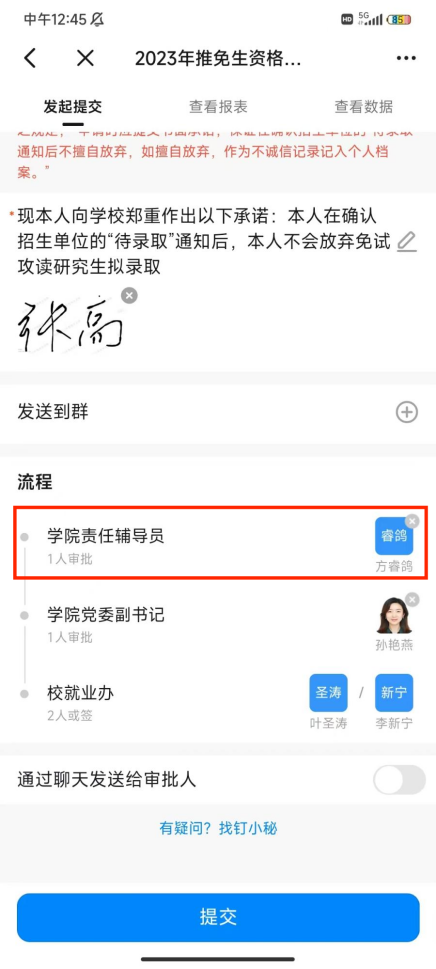 中午12:45
HD 5G 85
2023年推免生资格...
发起提交 查看报表 查看数据
通知后不擅自放弃，如擅自放弃，作为不诚信记录记入个人档
案。”
*现本人向学校郑重作出以下承诺：本人在确认
招生单位的“待录取”通知后，本人不会放弃免试
攻读研究生拟录取
张高
发送到群
流程
学院责任辅导员 睿鸽
1人审批 方睿鸽
学院党委副书记
1人审批 孙艳燕
校就业办 圣涛 / 新宁
2人或签 叶圣涛 李新宁
通过聊天发送给审批人
有疑问？找钉小秘
提交